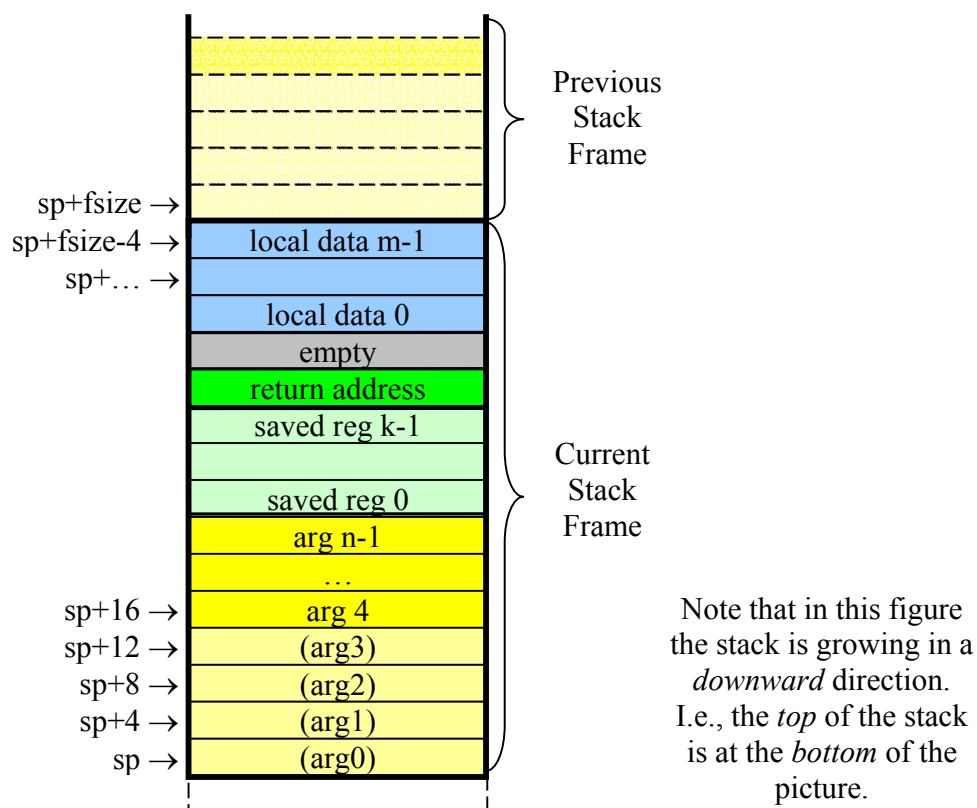 Previous
Stack
Frame
sp+fsize →
sp+fsize-4 →
local data m-1
sp+… →
local data 0
empty
return address
saved reg k-1
saved reg 0
Current
Stack
Frame
arg n-1
…
sp+16 →
arg 4
sp+12 →
(arg3)
sp+8 →
(arg2)
sp+4 →
(arg1)
sp →
(arg0)
Note that in this figure
the stack is growing in a
downward direction.
I.e., the top of the stack
is at the bottom of the
picture.